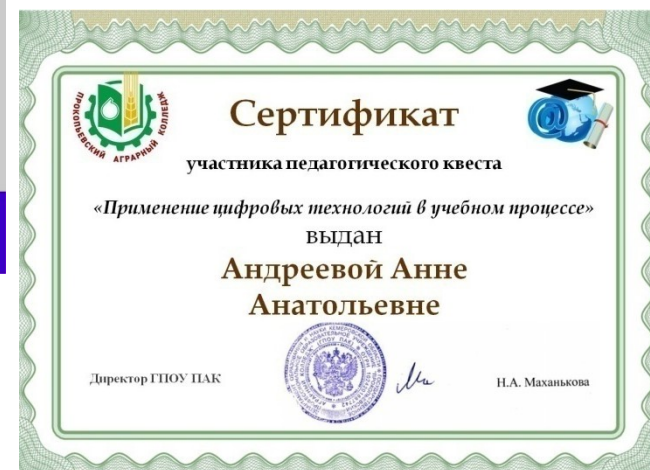 ПРОКОПЬЕВСКИЙ АГРАРНЫЙ КОЛЛЕДЖ
Сертификат
участника педагогического квеста
«Применение цифровых технологий в учебном процессе»
выдан
Андреевой Анне
Анатольевне
Директор ГПОУ ПАК
Н.А. Маханькова